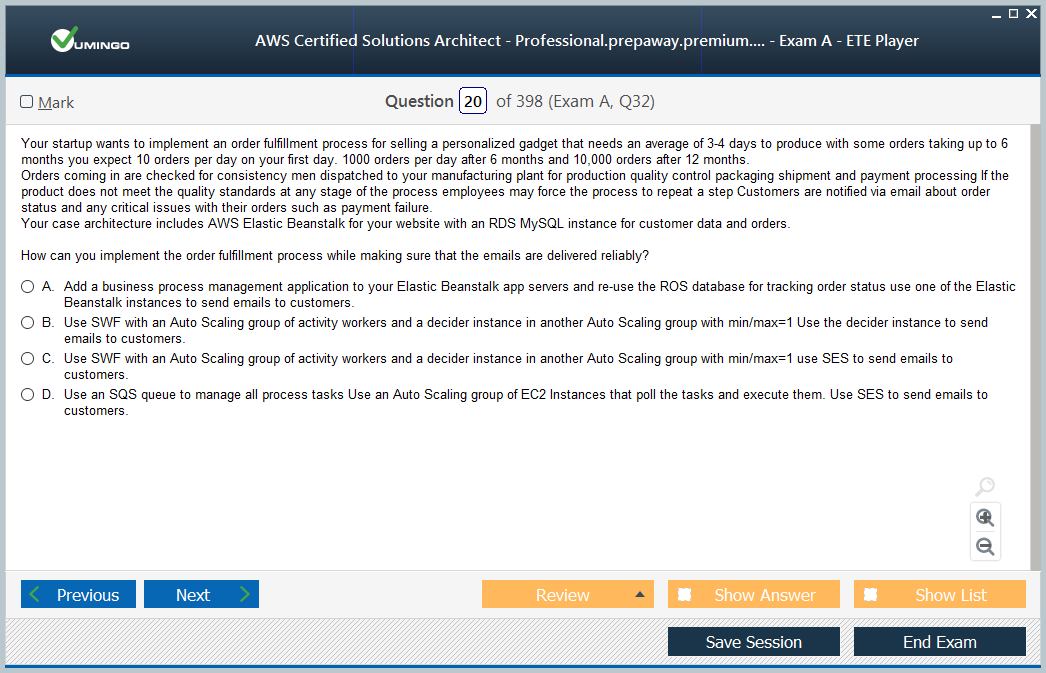 VUMINGO
AWS Certified Solutions Architect - Professional.prepaway.premium.... - Exam A - ETE Player
Mark
Question 20 of 398 (Exam A, Q32)
Your startup wants to implement an order fulfillment process for selling a personalized gadget that needs an average of 3-4 days to produce with some orders taking up to 6
months you expect 10 orders per day on your first day. 1000 orders per day after 6 months and 10,000 orders after 12 months.
Orders coming in are checked for consistency men dispatched to your manufacturing plant for production quality control packaging shipment and payment processing If the
product does not meet the quality standards at any stage of the process employees may force the process to repeat a step Customers are notified via email about order
status and any critical issues with their orders such as payment failure.
Your case architecture includes AWS Elastic Beanstalk for your website with an RDS MySQL instance for customer data and orders.
How can you implement the order fulfillment process while making sure that the emails are delivered reliably?
A. Add a business process management application to your Elastic Beanstalk app servers and re-use the ROS database for tracking order status use one of the Elastic
Beanstalk instances to send emails to customers.
B. Use SWF with an Auto Scaling group of activity workers and a decider instance in another Auto Scaling group with min/max=1 Use the decider instance to send
emails to customers.
C. Use SWF with an Auto Scaling group of activity workers and a decider instance in another Auto Scaling group with min/max=1 use SES to send emails to
customers.
D. Use an SQS queue to manage all process tasks Use an Auto Scaling group of EC2 Instances that poll the tasks and execute them. Use SES to send emails to
customers.
Previous
Next
Review
Show Answer
Show List
Save Session
End Exam